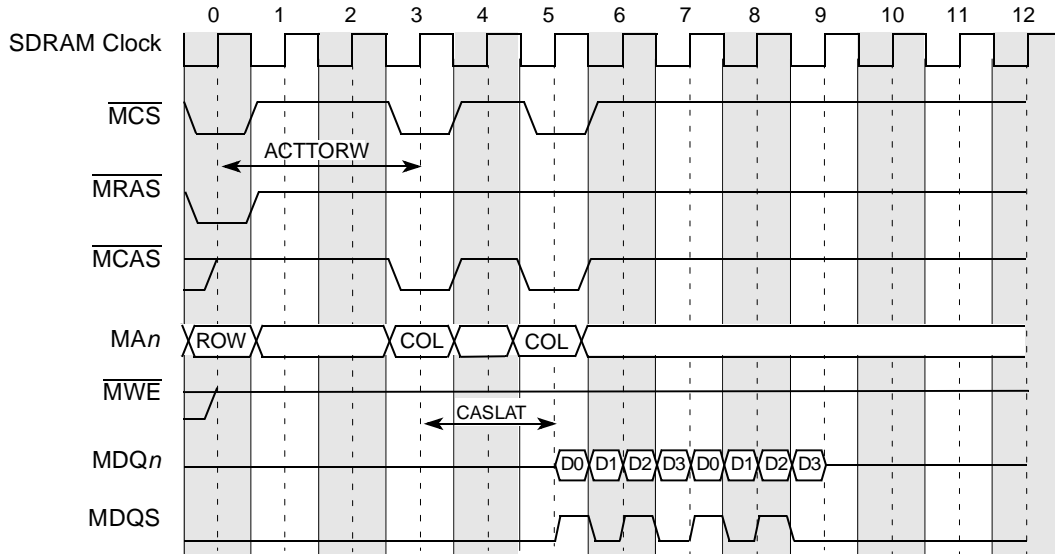 0 1 2 3 4 5 6 7 8 9 10 11 12
SDRAM Clock
MCS
ACTTORW
MRAS
MCAS
MAn ROW COL COL
MWE
CASLAT
MDQn D0 D1 D2 D3 D0 D1 D2 D3
MDQS